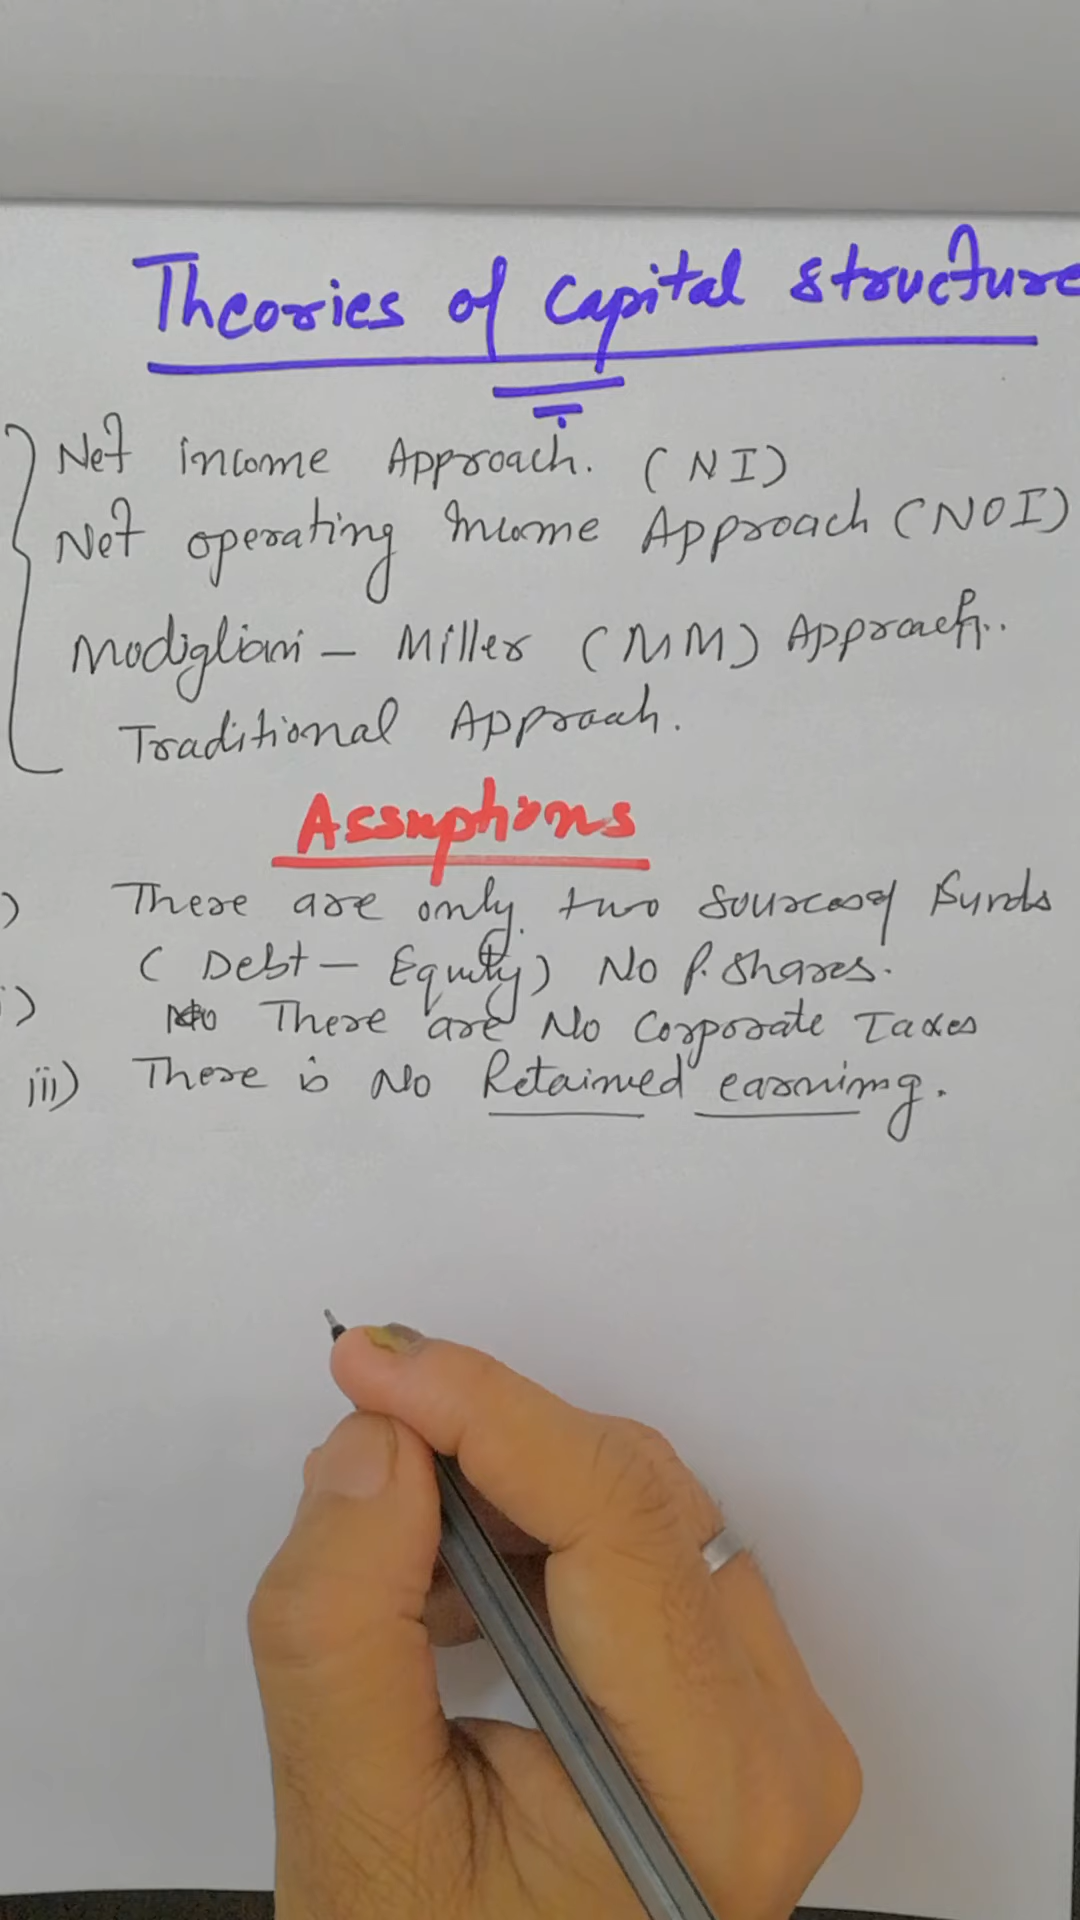 Theories of Capital Structure
Net income Approach. (NI)
Net operating Income Approach (NOI)
Modigliani - Miller (MM) Approach..
Traditional Approach.
Assuptions
) There are only two sources of Funds
( Debt - Equity) No P. Shares.
i) There are No Corporate Taxes
iii) There is No Retained earning.